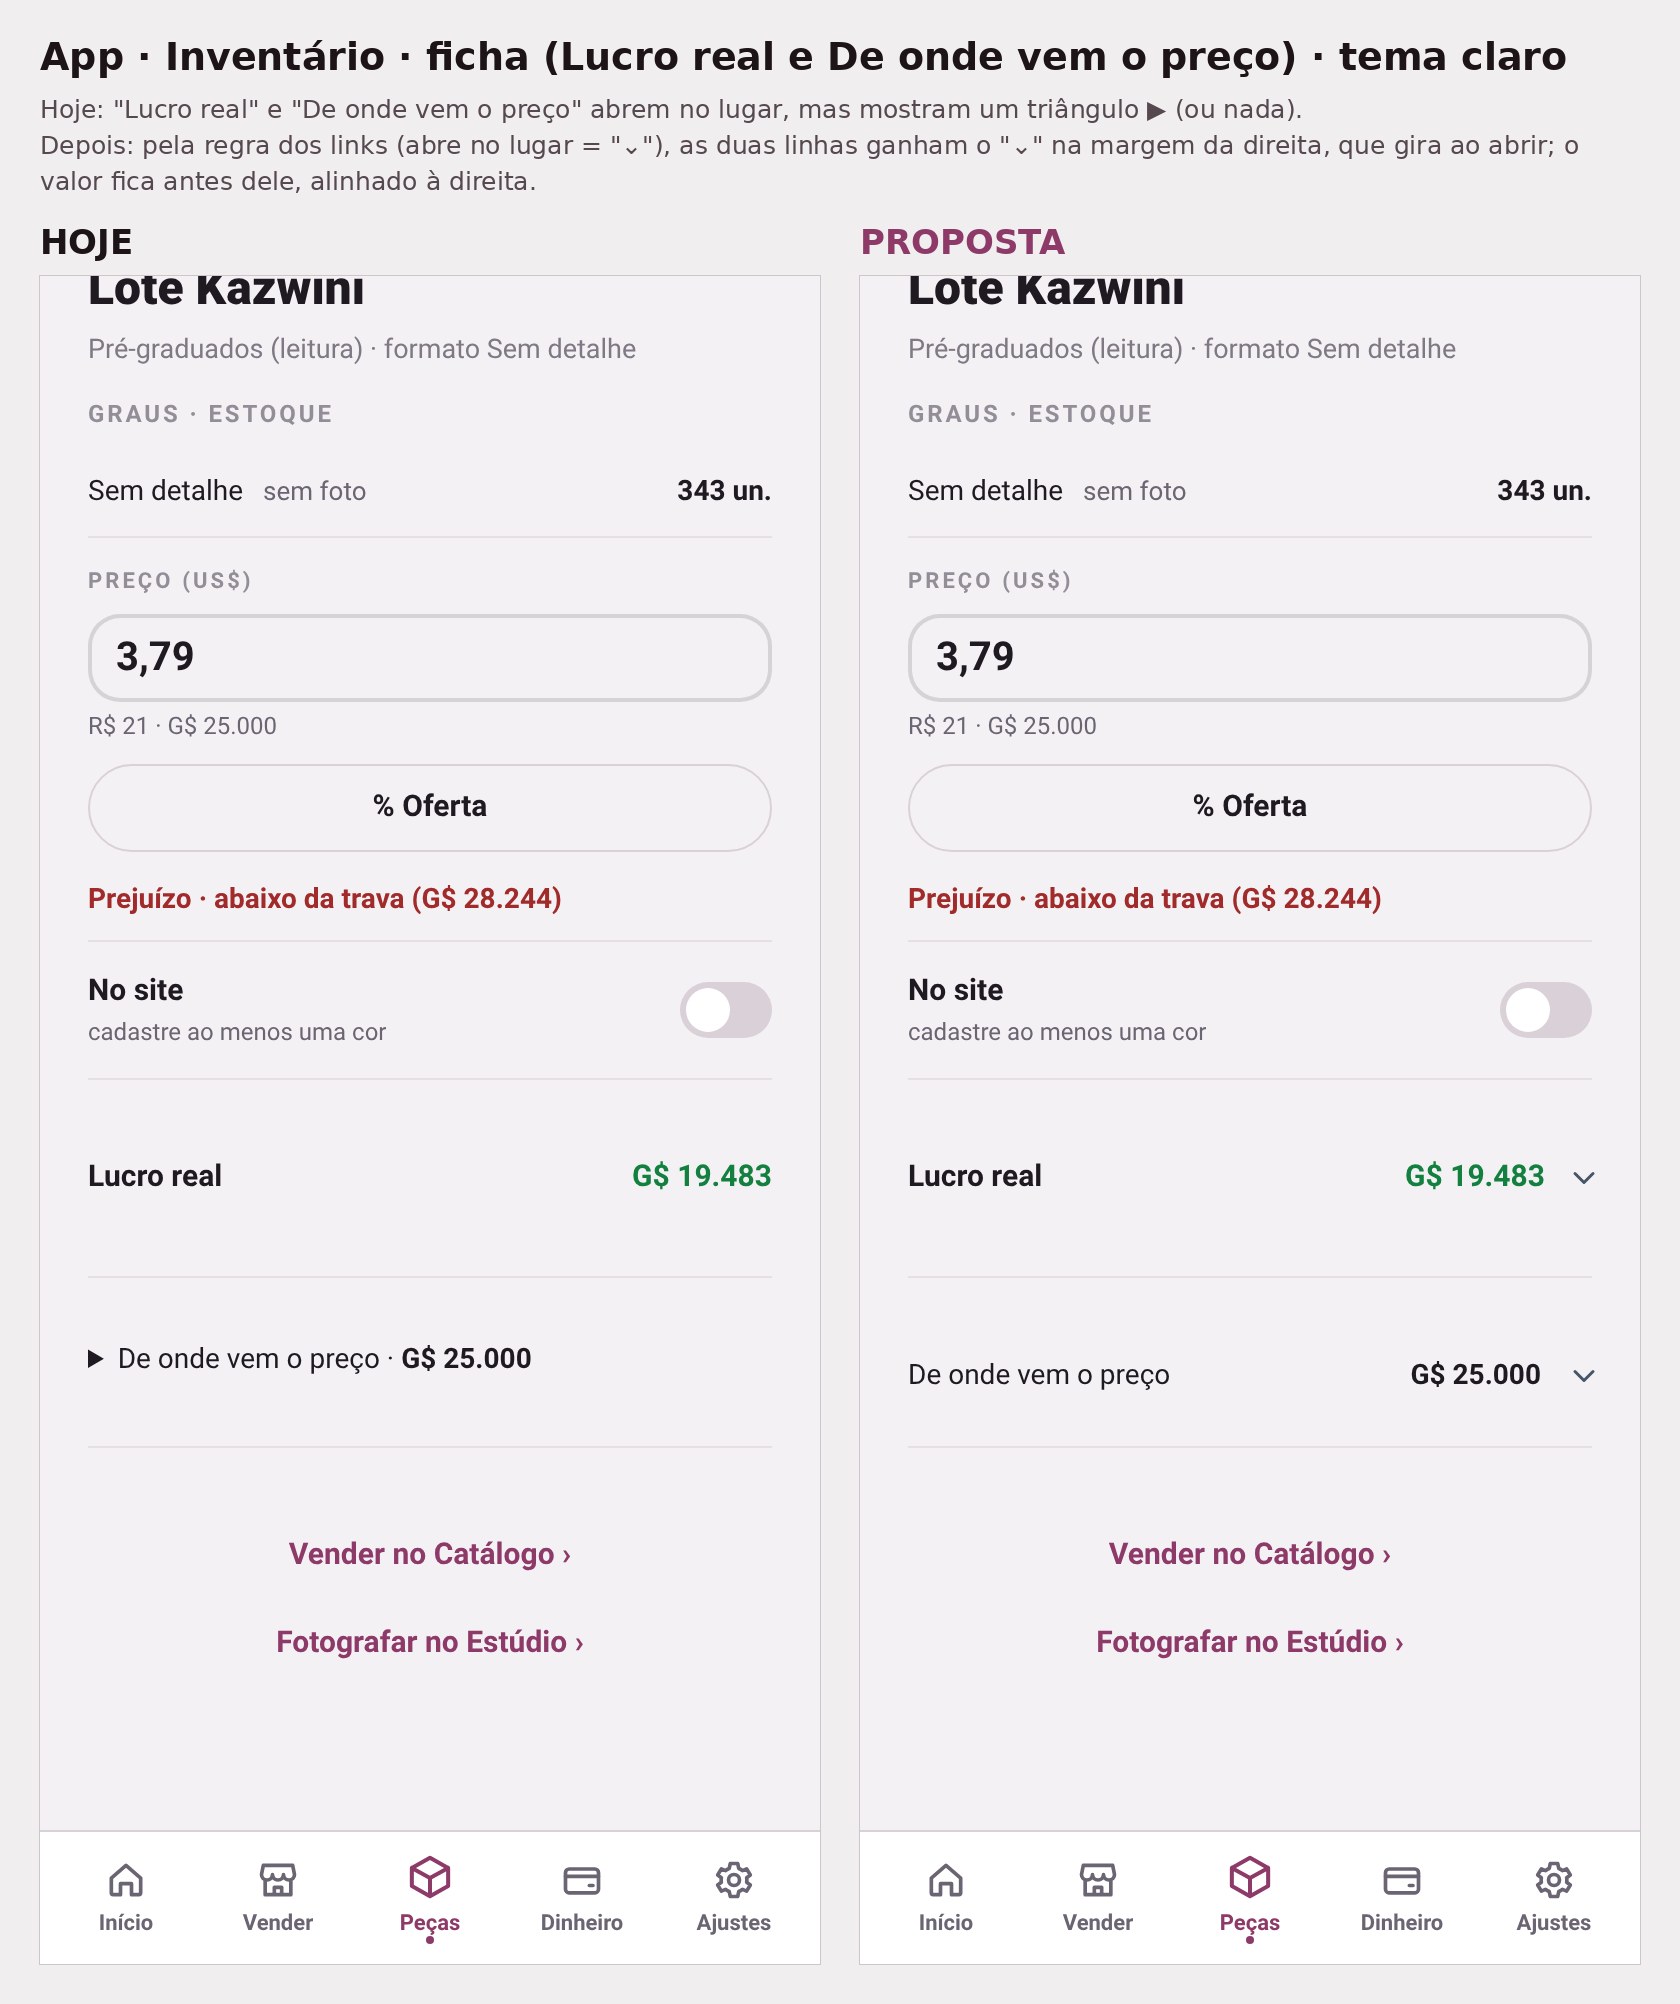 App · Inventário · ficha (Lucro real e De onde vem o preço) · tema claro
Hoje: "Lucro real" e "De onde vem o preço" abrem no lugar, mas mostram um triângulo ▶ (ou nada).
Depois: pela regra dos links (abre no lugar = "⌄"), as duas linhas ganham o "⌄" na margem da direita, que gira ao abrir; o
valor fica antes dele, alinhado à direita.
HOJE
Lote Kazwini
Pré-graduados (leitura) · formato Sem detalhe
GRAUS · ESTOQUE
Sem detalhe sem foto 343 un.
PREÇO (US$)
3,79
R$ 21 · G$ 25.000
% Oferta
Prejuízo · abaixo da trava (G$ 28.244)
No site
cadastre ao menos uma cor
Lucro real G$ 19.483
▶ De onde vem o preço · G$ 25.000
Vender no Catálogo ›
Fotografar no Estúdio ›
Início Vender Peças Dinheiro Ajustes
PROPOSTA
Lote Kazwini
Pré-graduados (leitura) · formato Sem detalhe
GRAUS · ESTOQUE
Sem detalhe sem foto 343 un.
PREÇO (US$)
3,79
R$ 21 · G$ 25.000
% Oferta
Prejuízo · abaixo da trava (G$ 28.244)
No site
cadastre ao menos uma cor
Lucro real G$ 19.483
De onde vem o preço G$ 25.000
Vender no Catálogo ›
Fotografar no Estúdio ›
Início Vender Peças Dinheiro Ajustes